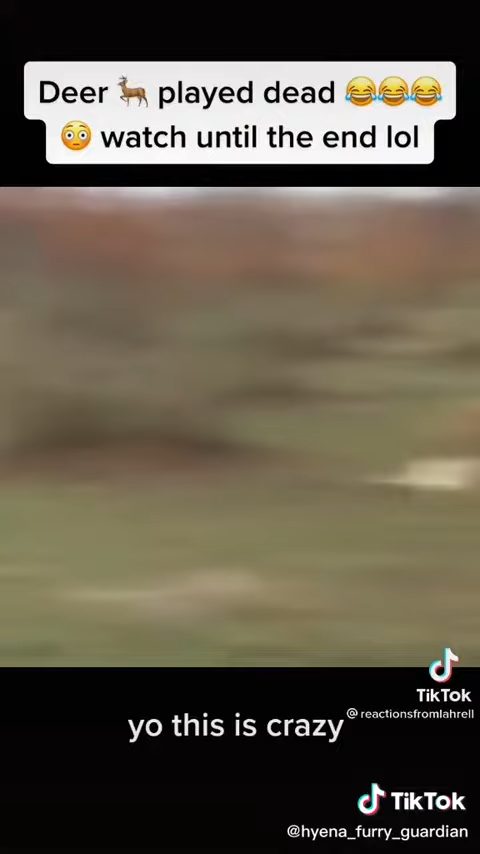 Deer 🦌 played dead 😂😂😂
😳 watch until the end lol
TikTok
@reactionsfromlahrell
yo this is crazy
TikTok
@hyena_furry_guardian